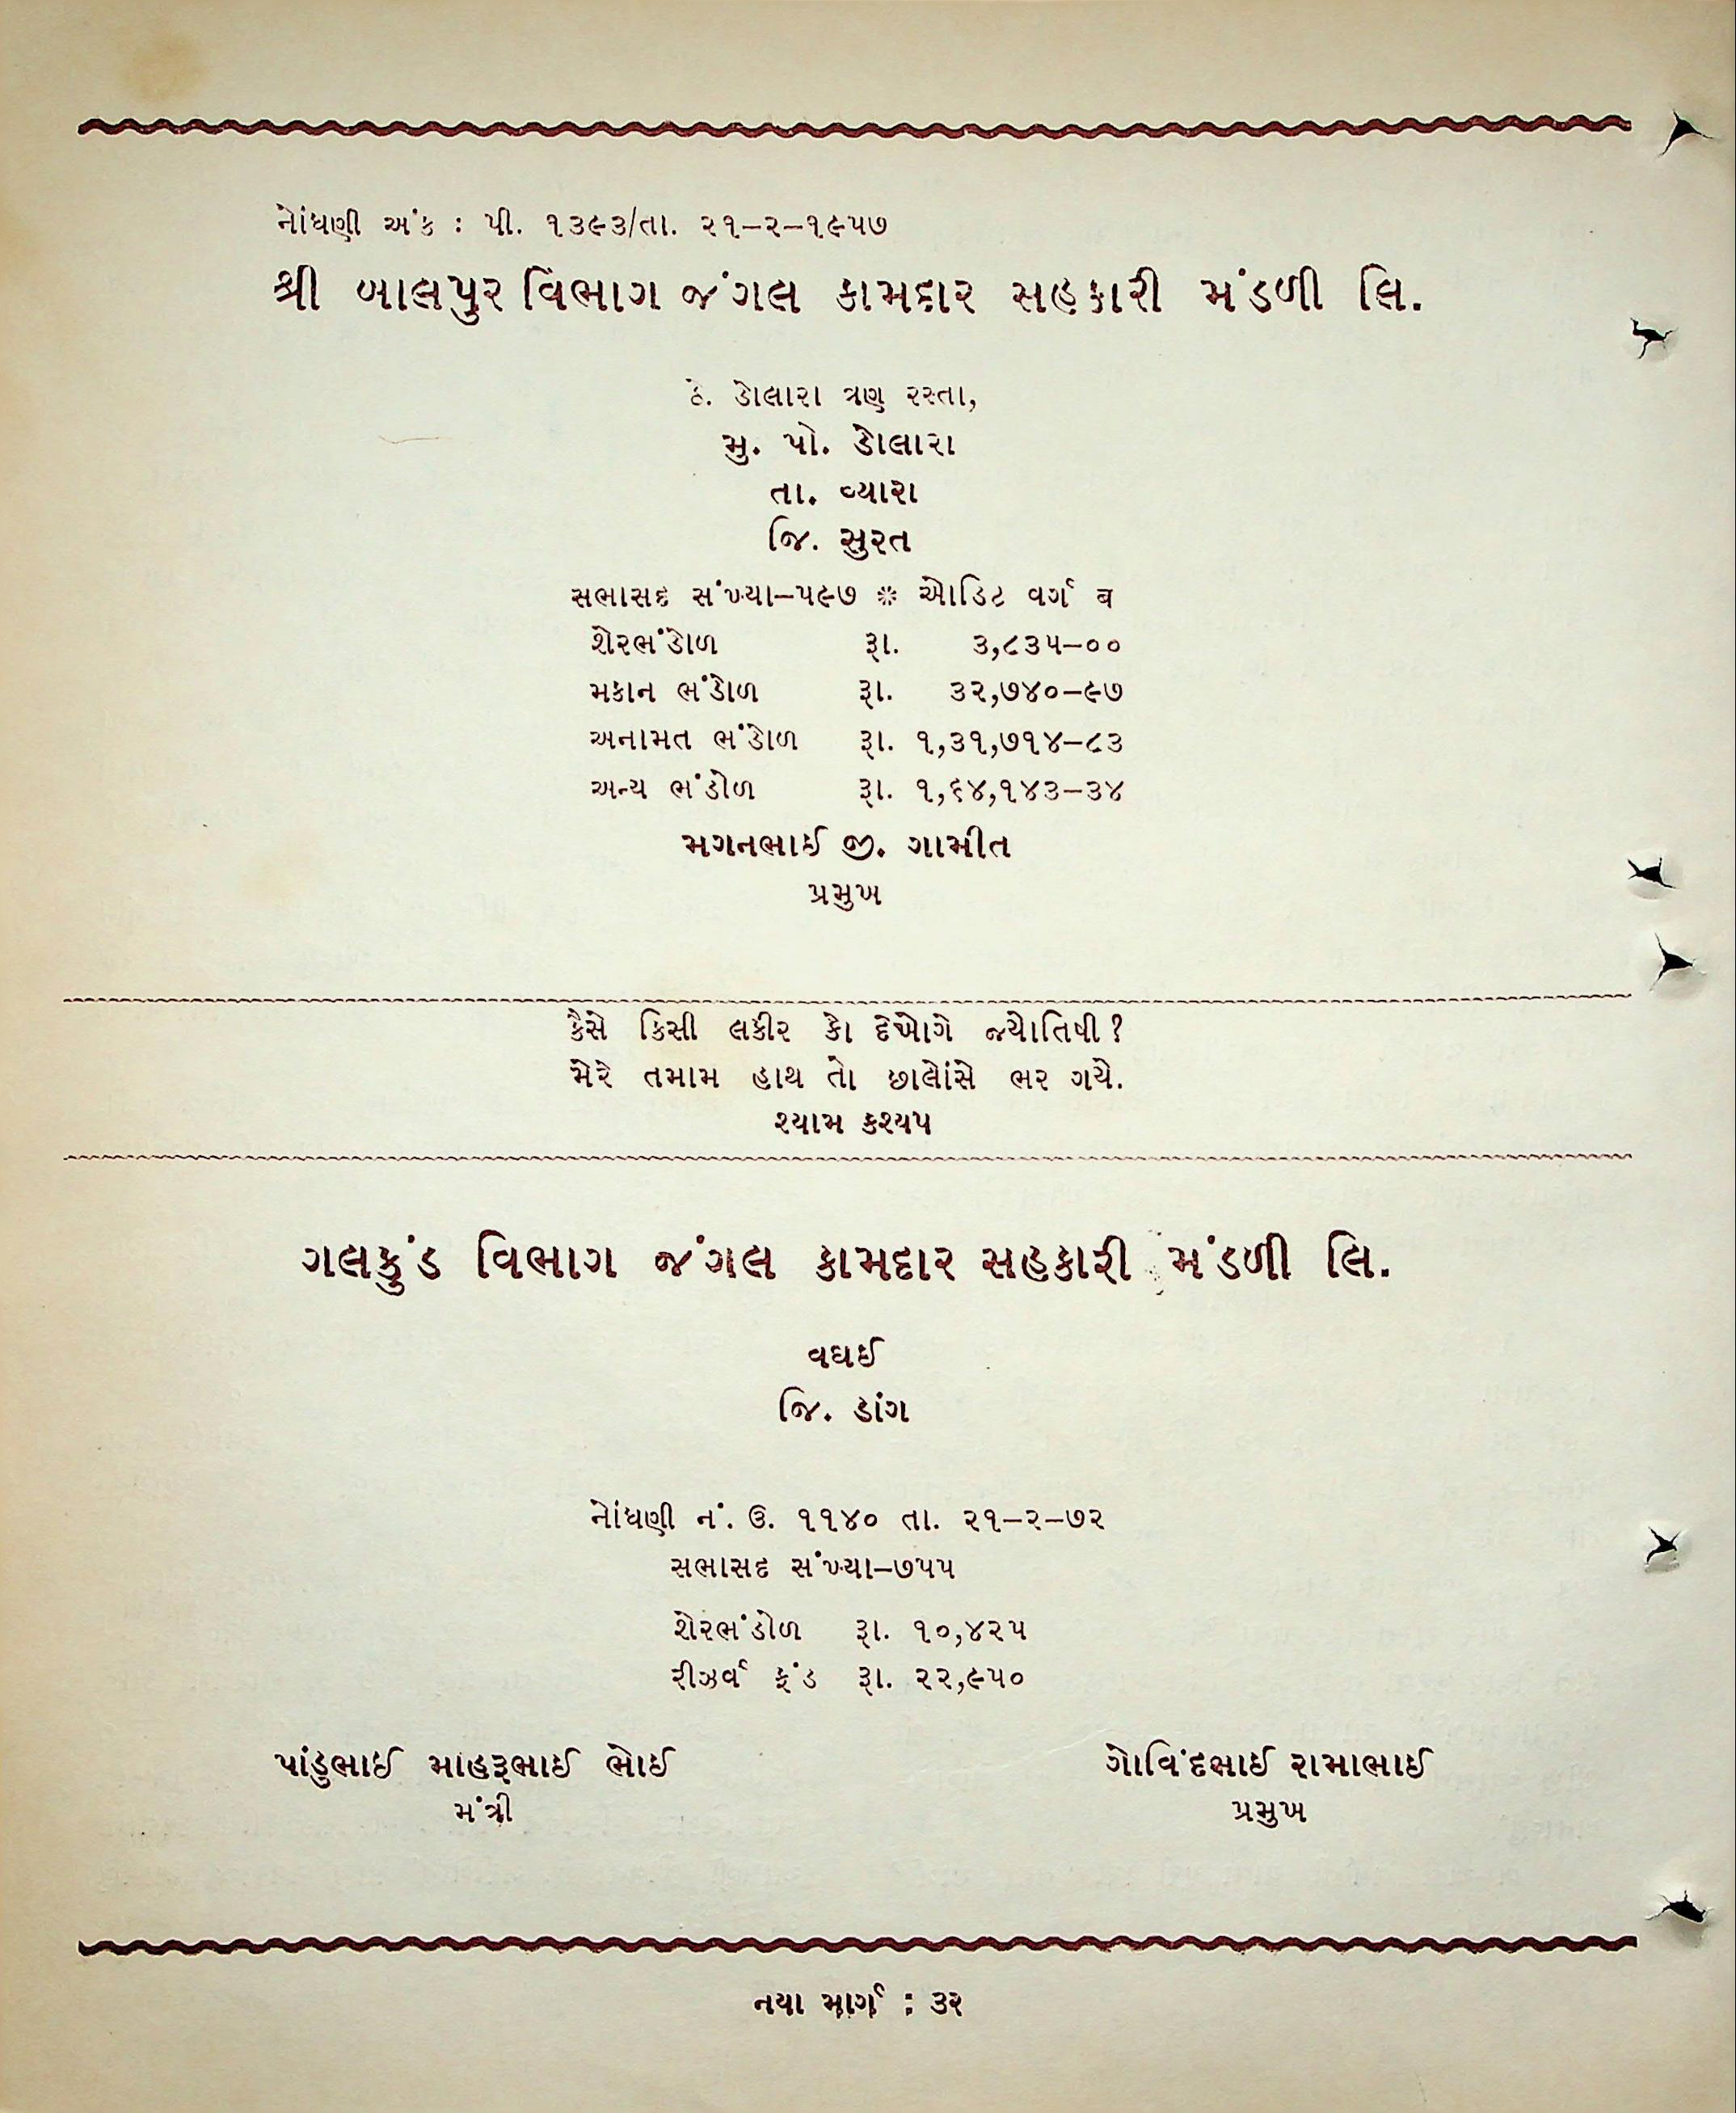 નોંધણી અંક : પી. ૧૩૯૩/તા. ૨૧–૨–૧૯૫૭
શ્રી બાલપુર વિભાગ જંગલ કામદાર સહકારી મંડળી લિ.
ઠે. ડોલારા ત્રણ રસ્તા,
મુ. પો. ડોલારા
તા. વ્યારા
જિ. સુરત
સભાસદ સંખ્યા–૫૯૭ * ઓડિટ વર્ગ બ
શેરભંડોળ રૂા. ૩,૮૩૫–૦૦
મકાન ભંડોળ રૂા. ૩૨,૭૪૦–૯૭
અનામત ભંડોળ રૂા. ૧,૩૧,૭૧૪–૮૩
અન્ય ભંડોળ રૂા. ૧,૬૪,૧૪૩–૩૪
મગનભાઈ જી. ગામીત
પ્રમુખ
કૈસે કિસી લકીર કો દેખોગે જ્યોતિષી ?
મેરે તમામ હાથ તો છાલોંસે ભર ગયે.
શ્યામ કશ્યપ
ગલકુંડ વિભાગ જંગલ કામદાર સહકારી મંડળી લિ.
વઘઈ
જિ. ડાંગ
નોંધણી નં. ઉ. ૧૧૪૦ તા. ૨૧–૨–૭૨
સભાસદ સંખ્યા–૭૫૫
શેરભંડોળ રૂા. ૧૦,૪૨૫
રીઝર્વ ફંડ રૂા. ૨૨,૯૫૦
પાંડુભાઈ માહરૂભાઈ ભોઈ ગોવિંદભાઈ રામાભાઈ
મંત્રી પ્રમુખ
નયા માર્ગ : ૩૨